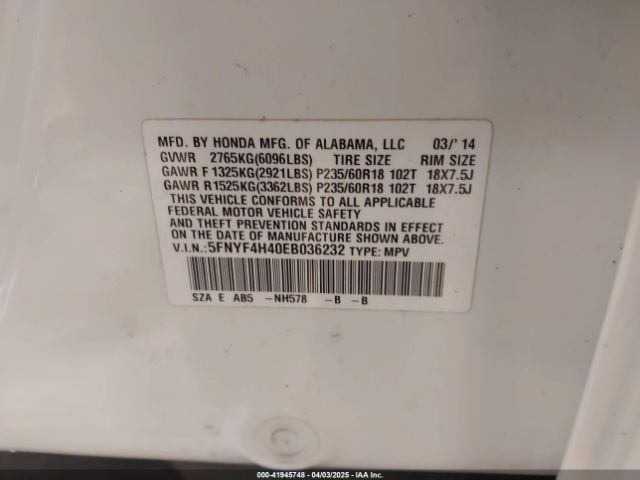 MFD. BY HONDA MFG. OF ALABAMA, LLC 03/' 14
GVWR 2765KG(6096LBS) TIRE SIZE RIM SIZE
GAWR F 1325KG(2921LBS) P235/60R18 102T 18X7.5J
GAWR R1525KG(3362LBS) P235/60R18 102T 18X7.5J
THIS VEHICLE CONFORMS TO ALL APPLICABLE
FEDERAL MOTOR VEHICLE SAFETY
AND THEFT PREVENTION STANDARDS IN EFFECT
ON THE DATE OF MANUFACTURE SHOWN ABOVE.
V.I.N.:5FNYF4H40EB036232 TYPE: MPV
SZA E AB5 -NH578 -B -B
000-41945748 - 04/03/2025 - IAA Inc.